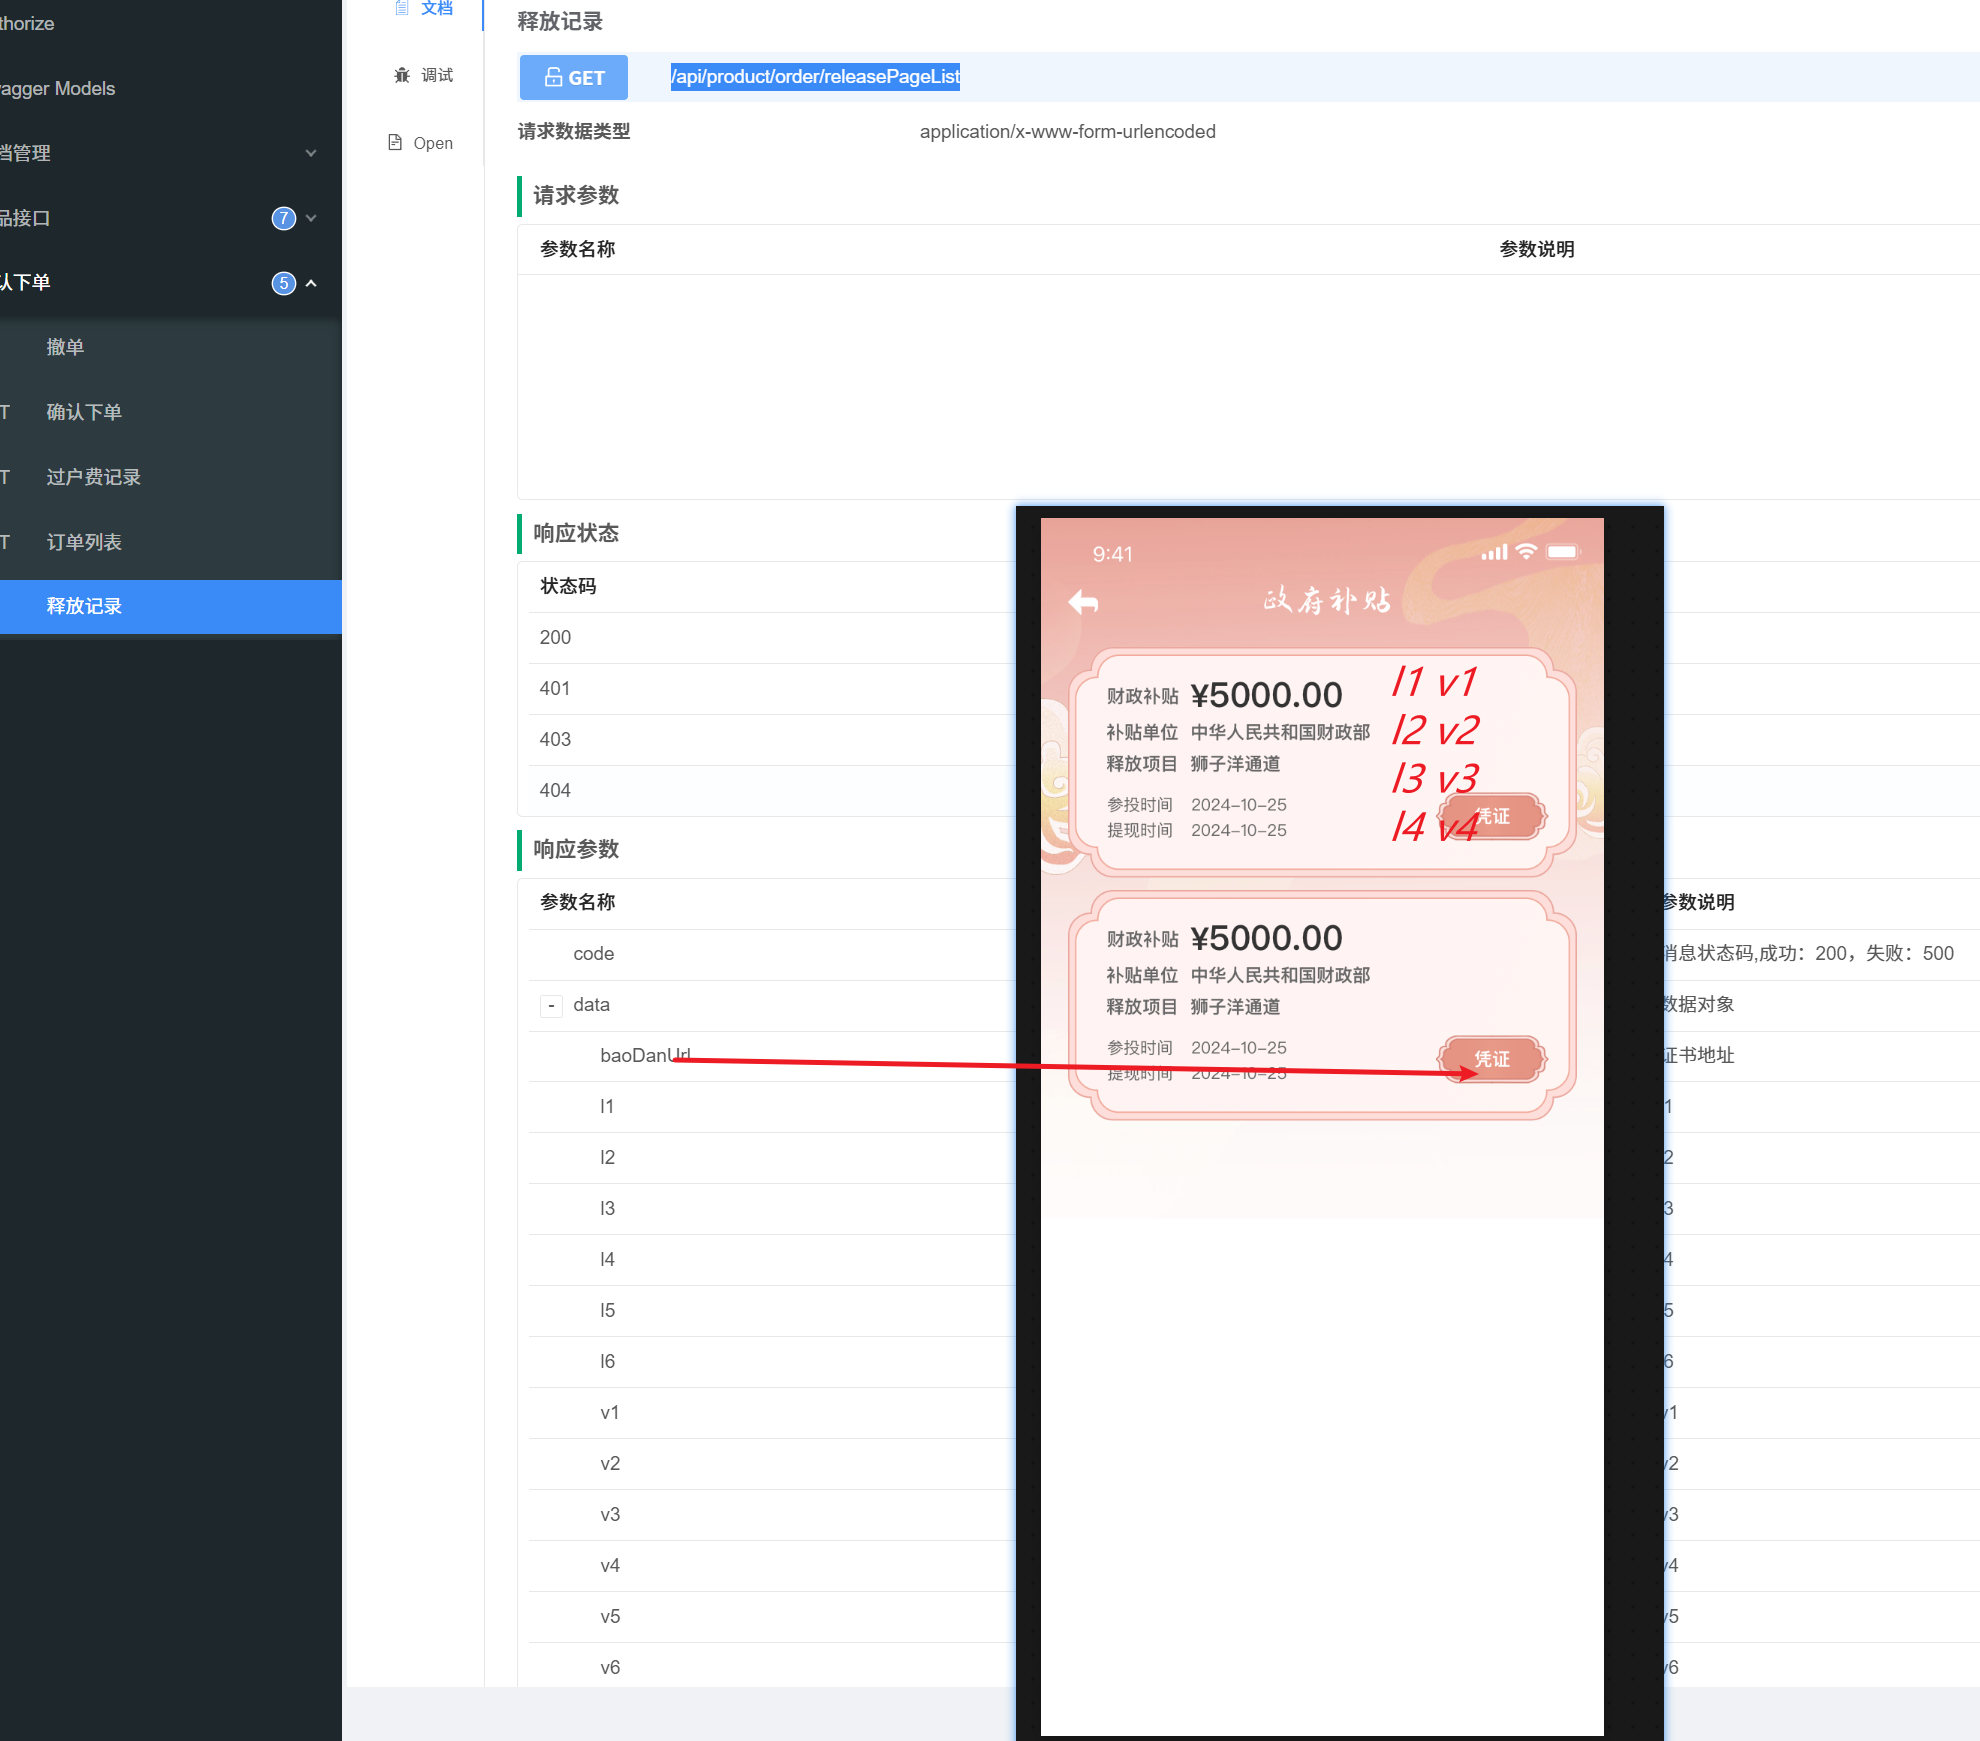 thorize
agger Models
档管理
品接口 7
认下单 5
撤单
T 确认下单
T 过户费记录
T 订单列表
释放记录
文档
调试
Open
释放记录
GET /api/product/order/releasePageList
请求数据类型 application/x-www-form-urlencoded
请求参数
参数名称 参数说明
响应状态
状态码
200
401
403
404
响应参数
参数名称 参数说明
code 消息状态码,成功：200，失败：500
- data 数据对象
baoDanUrl 证书地址
l1 1
l2 2
l3 3
l4 4
l5 5
l6 6
v1 v1
v2 v2
v3 v3
v4 v4
v5 v5
v6 v6
9:41
政府补贴
财政补贴 ¥5000.00 l1 v1
补贴单位 中华人民共和国财政部 l2 v2
释放项目 狮子洋通道 l3 v3
参投时间 2024-10-25 凭证
提现时间 2024-10-25 l4 v4
财政补贴 ¥5000.00
补贴单位 中华人民共和国财政部
释放项目 狮子洋通道
参投时间 2024-10-25 凭证
提现时间 2024-10-25